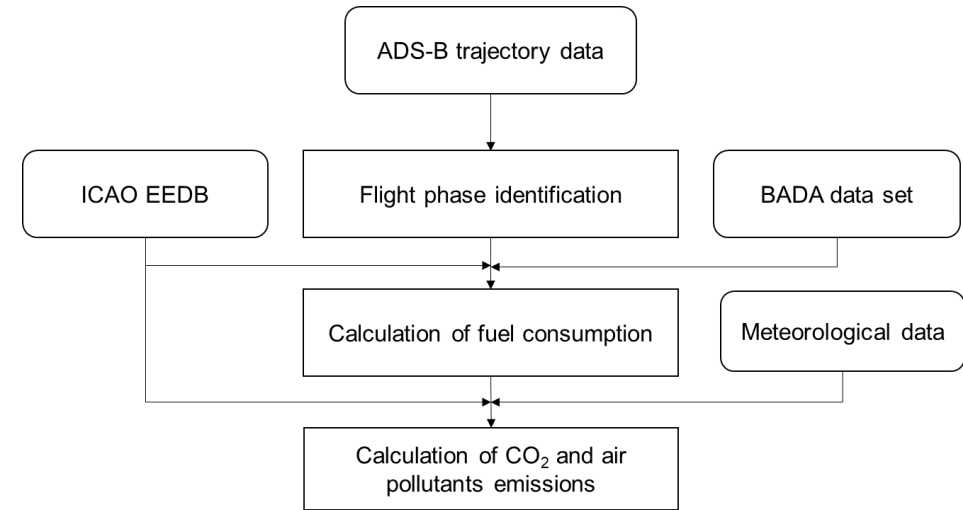 ADS-B trajectory data
ICAO EEDB
Flight phase identification
BADA data set
Calculation of fuel consumption
Meteorological data
Calculation of CO₂ and air
pollutants emissions